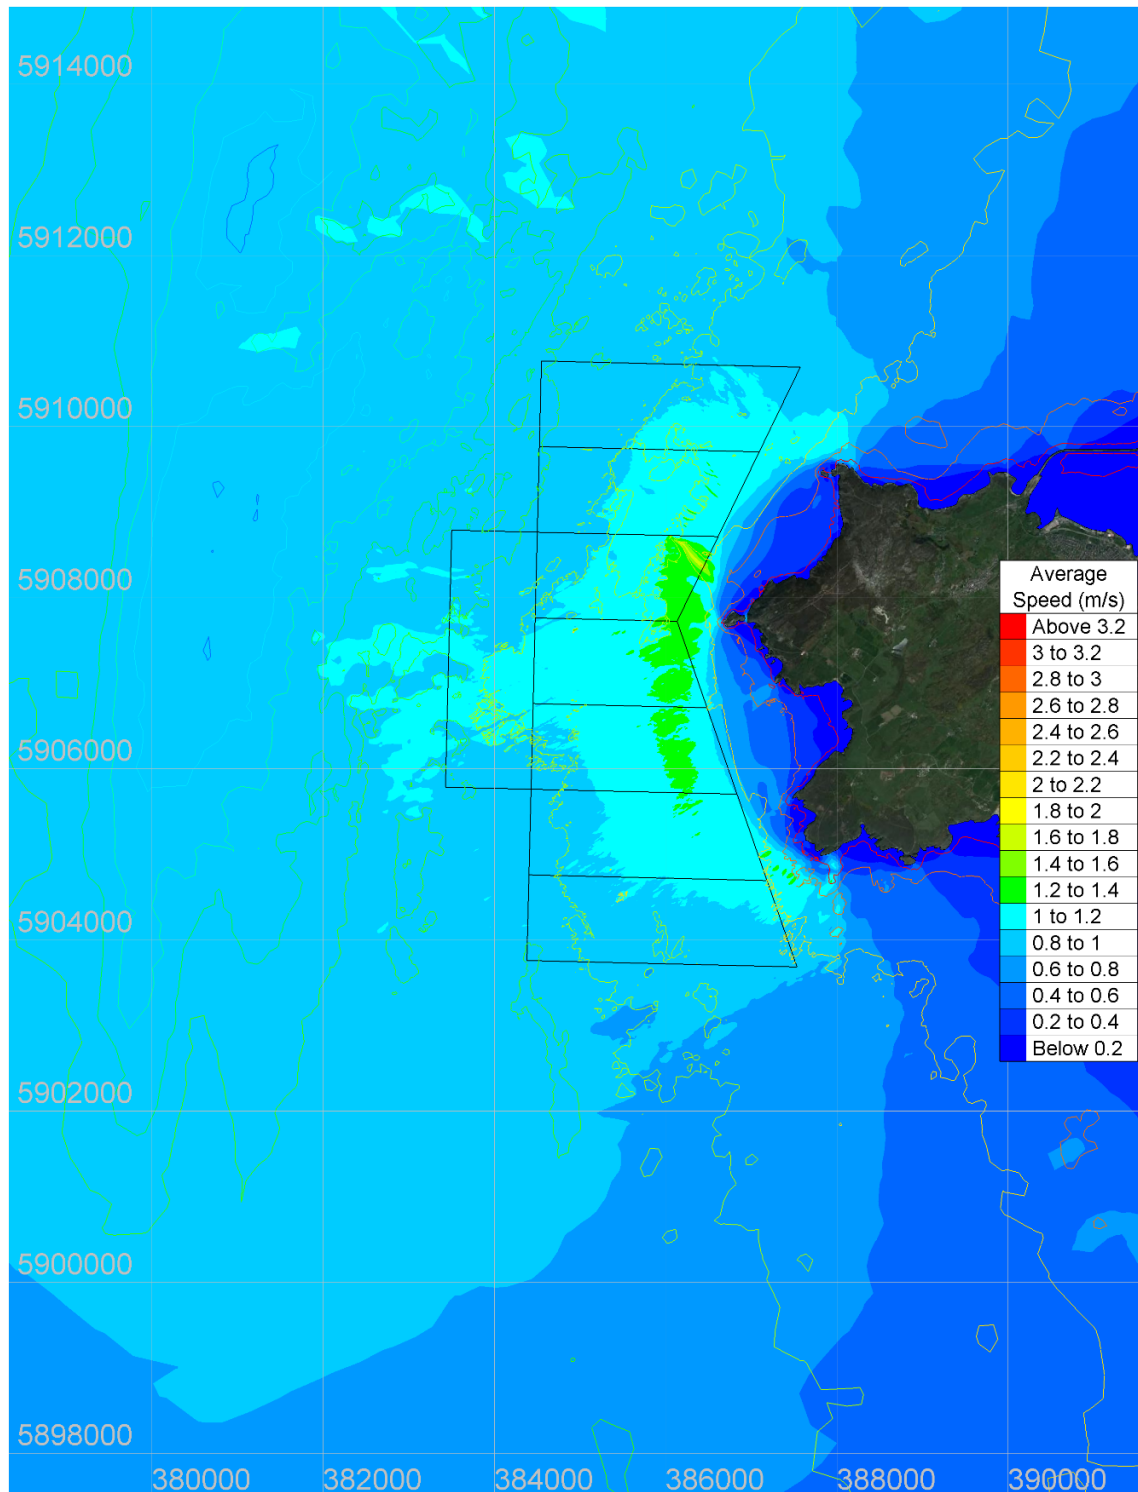 5914000
5912000
5910000
5908000
Average
Speed (m/s)
Above 3.2
3 to 3.2
2.8 to 3
2.6 to 2.8
2.4 to 2.6
2.2 to 2.4
2 to 2.2
1.8 to 2
1.6 to 1.8
1.4 to 1.6
1.2 to 1.4
1 to 1.2
0.8 to 1
0.6 to 0.8
0.4 to 0.6
0.2 to 0.4
Below 0.2
5906000
5904000
5902000
5900000
5898000
380000 382000 384000 386000 388000 390000